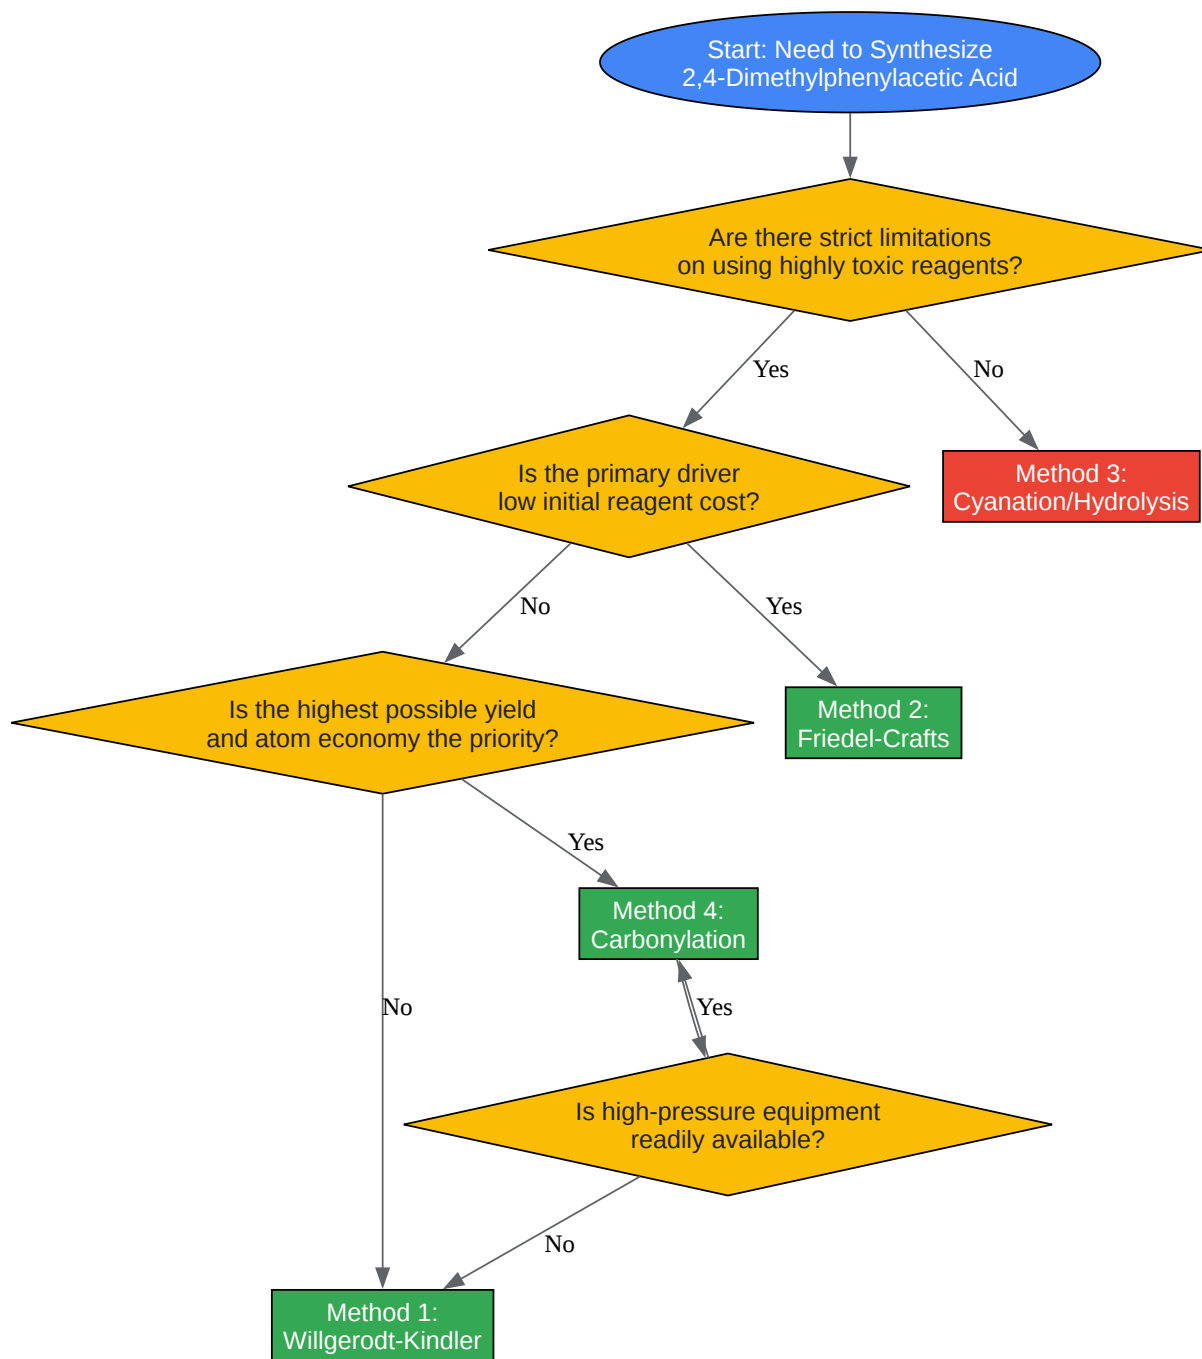 Start: Need to Synthesize
2,4-Dimethylphenylacetic Acid
Are there strict limitations
on using highly toxic reagents?
Yes
No
Is the primary driver
low initial reagent cost?
Method 3:
Cyanation/Hydrolysis
No
Yes
Is the highest possible yield
and atom economy the priority?
Method 2:
Friedel-Crafts
Yes
Method 4:
Carbonylation
No
Yes
Is high-pressure equipment
readily available?
No
Method 1:
Willgerodt-Kindler